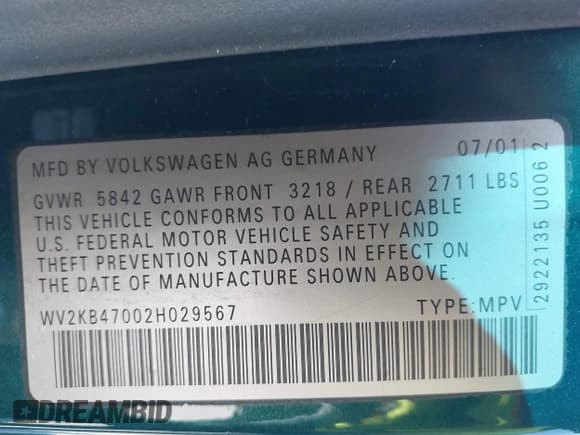 MFD BY VOLKSWAGEN AG GERMANY 07/01
GVWR 5842 GAWR FRONT 3218 / REAR 2711 LBS
THIS VEHICLE CONFORMS TO ALL APPLICABLE
U.S. FEDERAL MOTOR VEHICLE SAFETY AND
THEFT PREVENTION STANDARDS IN EFFECT ON
THE DATE OF MANUFACTURE SHOWN ABOVE.
WV2KB47002H029567 TYPE:MPV
2922135 U006 2
DREAMBID